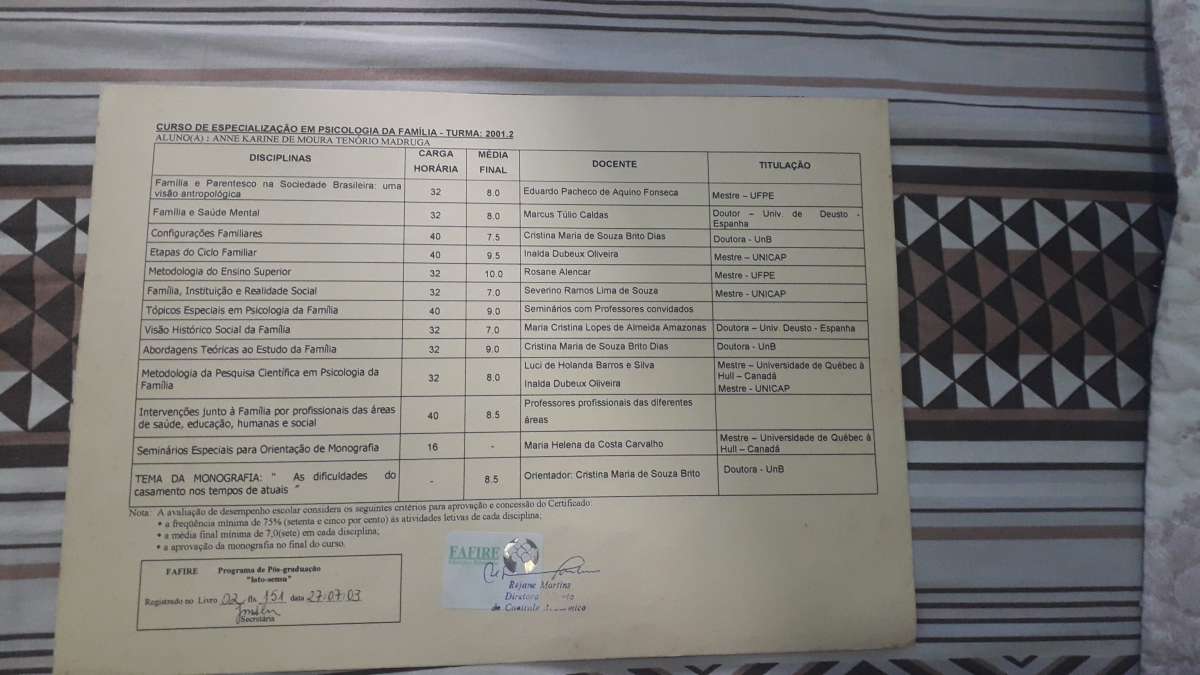 CURSO DE ESPECIALIZAÇÃO EM PSICOLOGIA DA FAMÍLIA - TURMA: 2001.2
ALUNO(A) : ANNE KARINE DE MOURA TENÓRIO MADRUGA
DISCIPLINAS CARGA HORÁRIA MÉDIA FINAL DOCENTE TITULAÇÃO
Família e Parentesco na Sociedade Brasileira: uma
visão antropológica 32 8.0 Eduardo Pacheco de Aquino Fonseca Mestre – UFPE
Família e Saúde Mental 32 8.0 Marcus Túlio Caldas Doutor – Univ. de Deusto -
Espanha
Configurações Familiares 40 7.5 Cristina Maria de Souza Brito Dias Doutora - UnB
Etapas do Ciclo Familiar 40 9.5 Inalda Dubeux Oliveira Mestre – UNICAP
Metodologia do Ensino Superior 32 10.0 Rosane Alencar Mestre - UFPE
Família, Instituição e Realidade Social 32 7.0 Severino Ramos Lima de Souza Mestre - UNICAP
Tópicos Especiais em Psicologia da Família 40 9.0 Seminários com Professores convidados
Visão Histórico Social da Família 32 7.0 Maria Cristina Lopes de Almeida Amazonas Doutora – Univ. Deusto - Espanha
Abordagens Teóricas ao Estudo da Família 32 9.0 Cristina Maria de Souza Brito Dias Doutora - UnB
Metodologia da Pesquisa Científica em Psicologia da
Família 32 8.0 Luci de Holanda Barros e Silva Mestre – Universidade de Québec à
Hull – Canadá
Inalda Dubeux Oliveira Mestre - UNICAP
Intervenções junto à Família por profissionais das áreas
de saúde, educação, humanas e social 40 8.5 Professores profissionais das diferentes
áreas
Seminários Especiais para Orientação de Monografia 16 - Maria Helena da Costa Carvalho Mestre – Universidade de Québec à
Hull – Canadá
TEMA DA MONOGRAFIA: " As dificuldades do
casamento nos tempos de atuais " - 8.5 Orientador: Cristina Maria de Souza Brito Doutora - UnB
Nota: A avaliação de desempenho escolar considera os seguintes critérios para aprovação e concessão do Certificado:
• a freqüência mínima de 75% (setenta e cinco por cento) às atividades letivas de cada disciplina;
• a média final mínima de 7,0(sete) em cada disciplina;
• a aprovação da monografia no final do curso.
FAFIRE Programa de Pós-graduação
"lato-sensu"
Registrado no Livro 02 fls 151 data 27.07.03
Secretária
FAFIRE
Rejane Martins
Diretora
de Controle